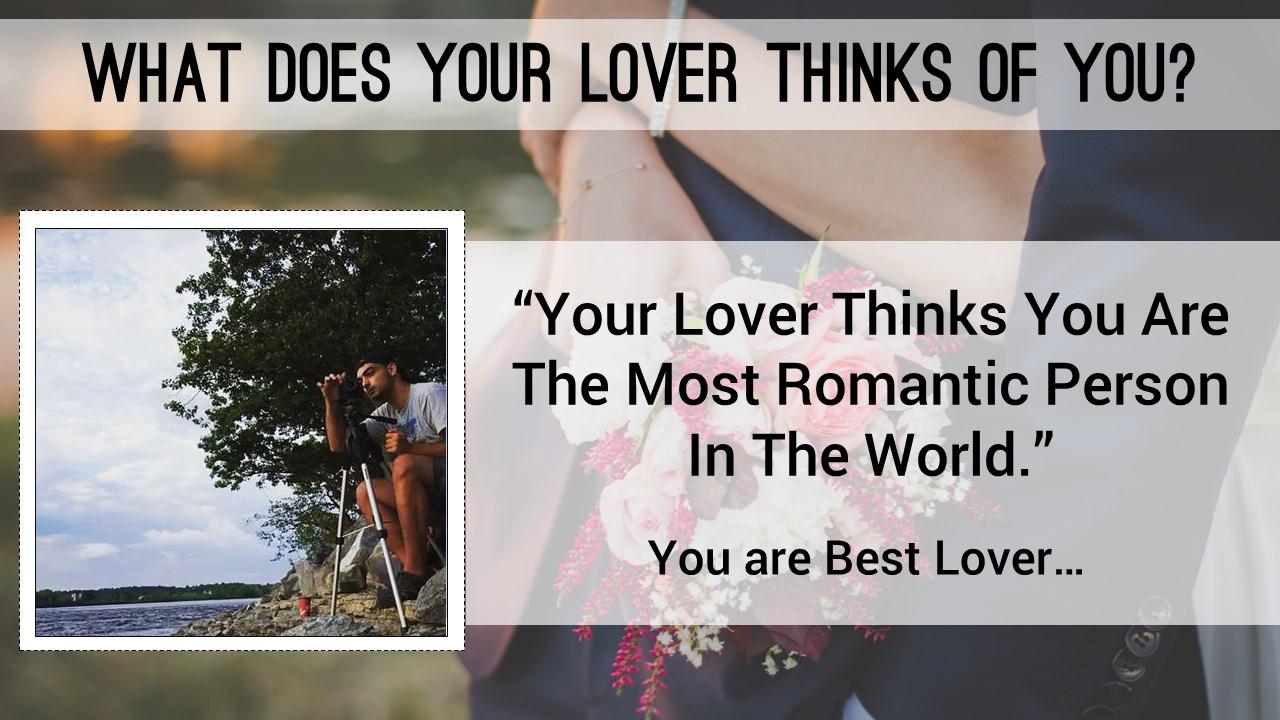 WHAT DOES YOUR LOVER THINKS OF YOU?
“Your Lover Thinks You Are
The Most Romantic Person
In The World.”
You are Best Lover...